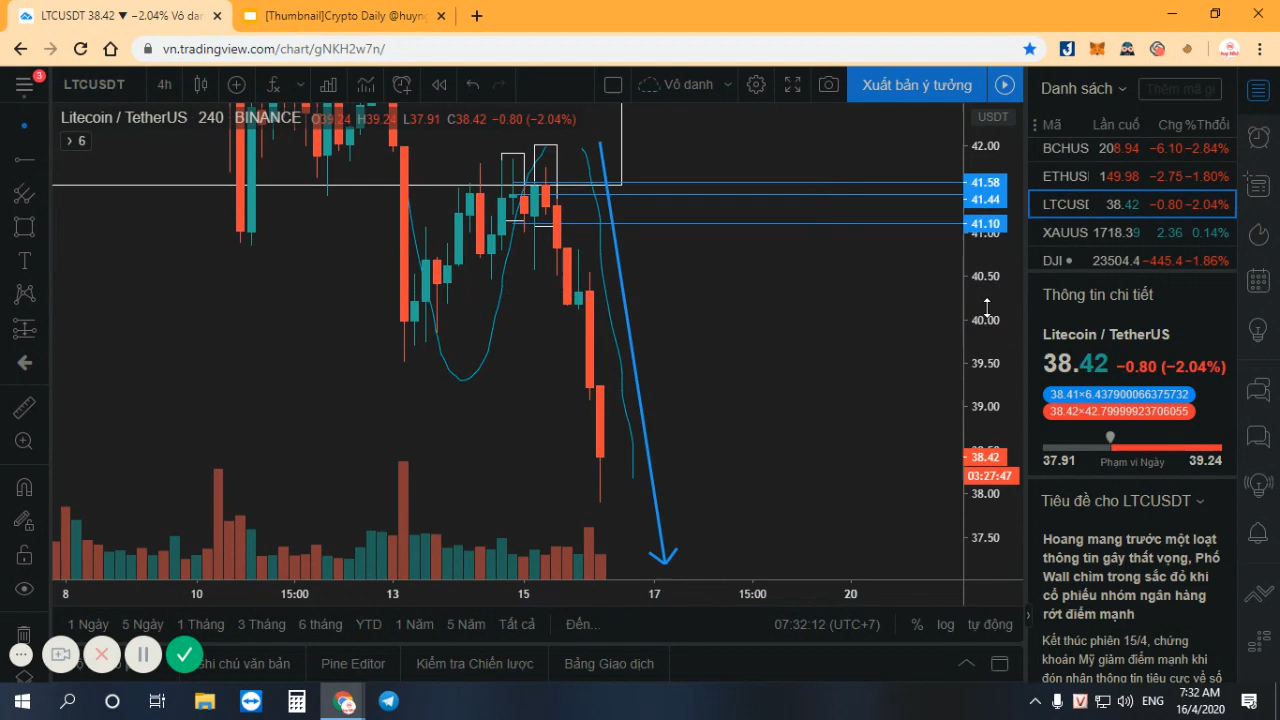 LTCUSDT 38.42 ▼ −2.04% Vô dan
[Thumbnail]Crypto Daily @huyng
vn.tradingview.com/chart/gNKH2w7n/
3
LTCUSDT
4h
Vô danh
Xuất bản ý tưởng
Danh sách
Thêm mã gi
Litecoin / TetherUS 240 BINANCE O39.24 H39.24 L37.91 C38.42 −0.80 (−2.04%)
6
USDT
42.00
41.58
41.44
41.10
41.00
40.50
40.00
39.50
39.00
38.42
03:27:47
38.00
37.50
Mã Lần cuố Chg %Thđổi
BCHUS 208.94 −6.10 −2.84%
ETHUS 149.98 −2.75 −1.80%
LTCUSD 38.42 −0.80 −2.04%
XAUUS 1718.39 2.36 0.14%
DJI 23504.4 −445.4 −1.86%
Thông tin chi tiết
Litecoin / TetherUS
38.42 −0.80 (−2.04%)
38.41×6.437900066375732
38.42×42.79999923706055
37.91 Phạm vi Ngày 39.24
Tiêu đề cho LTCUSDT
Hoang mang trước một loạt
thông tin gây thất vọng, Phố
Wall chìm trong sắc đỏ khi
cổ phiếu nhóm ngân hàng
rớt điểm mạnh
Kết thúc phiên 15/4, chứng
khoán Mỹ giảm điểm mạnh khi
đón nhận thông tin tiêu cực về số
8 10 15:00 13 15 17 15:00 20
1 Ngày 5 Ngày 1 Tháng 3 Tháng 6 tháng YTD 1 Năm 5 Năm Tất cả Đến... 07:32:12 (UTC+7) % log tự động
Ghi chú văn bản Pine Editor Kiểm tra Chiến lược Bảng Giao dịch
ENG
7:32 AM
16/4/2020